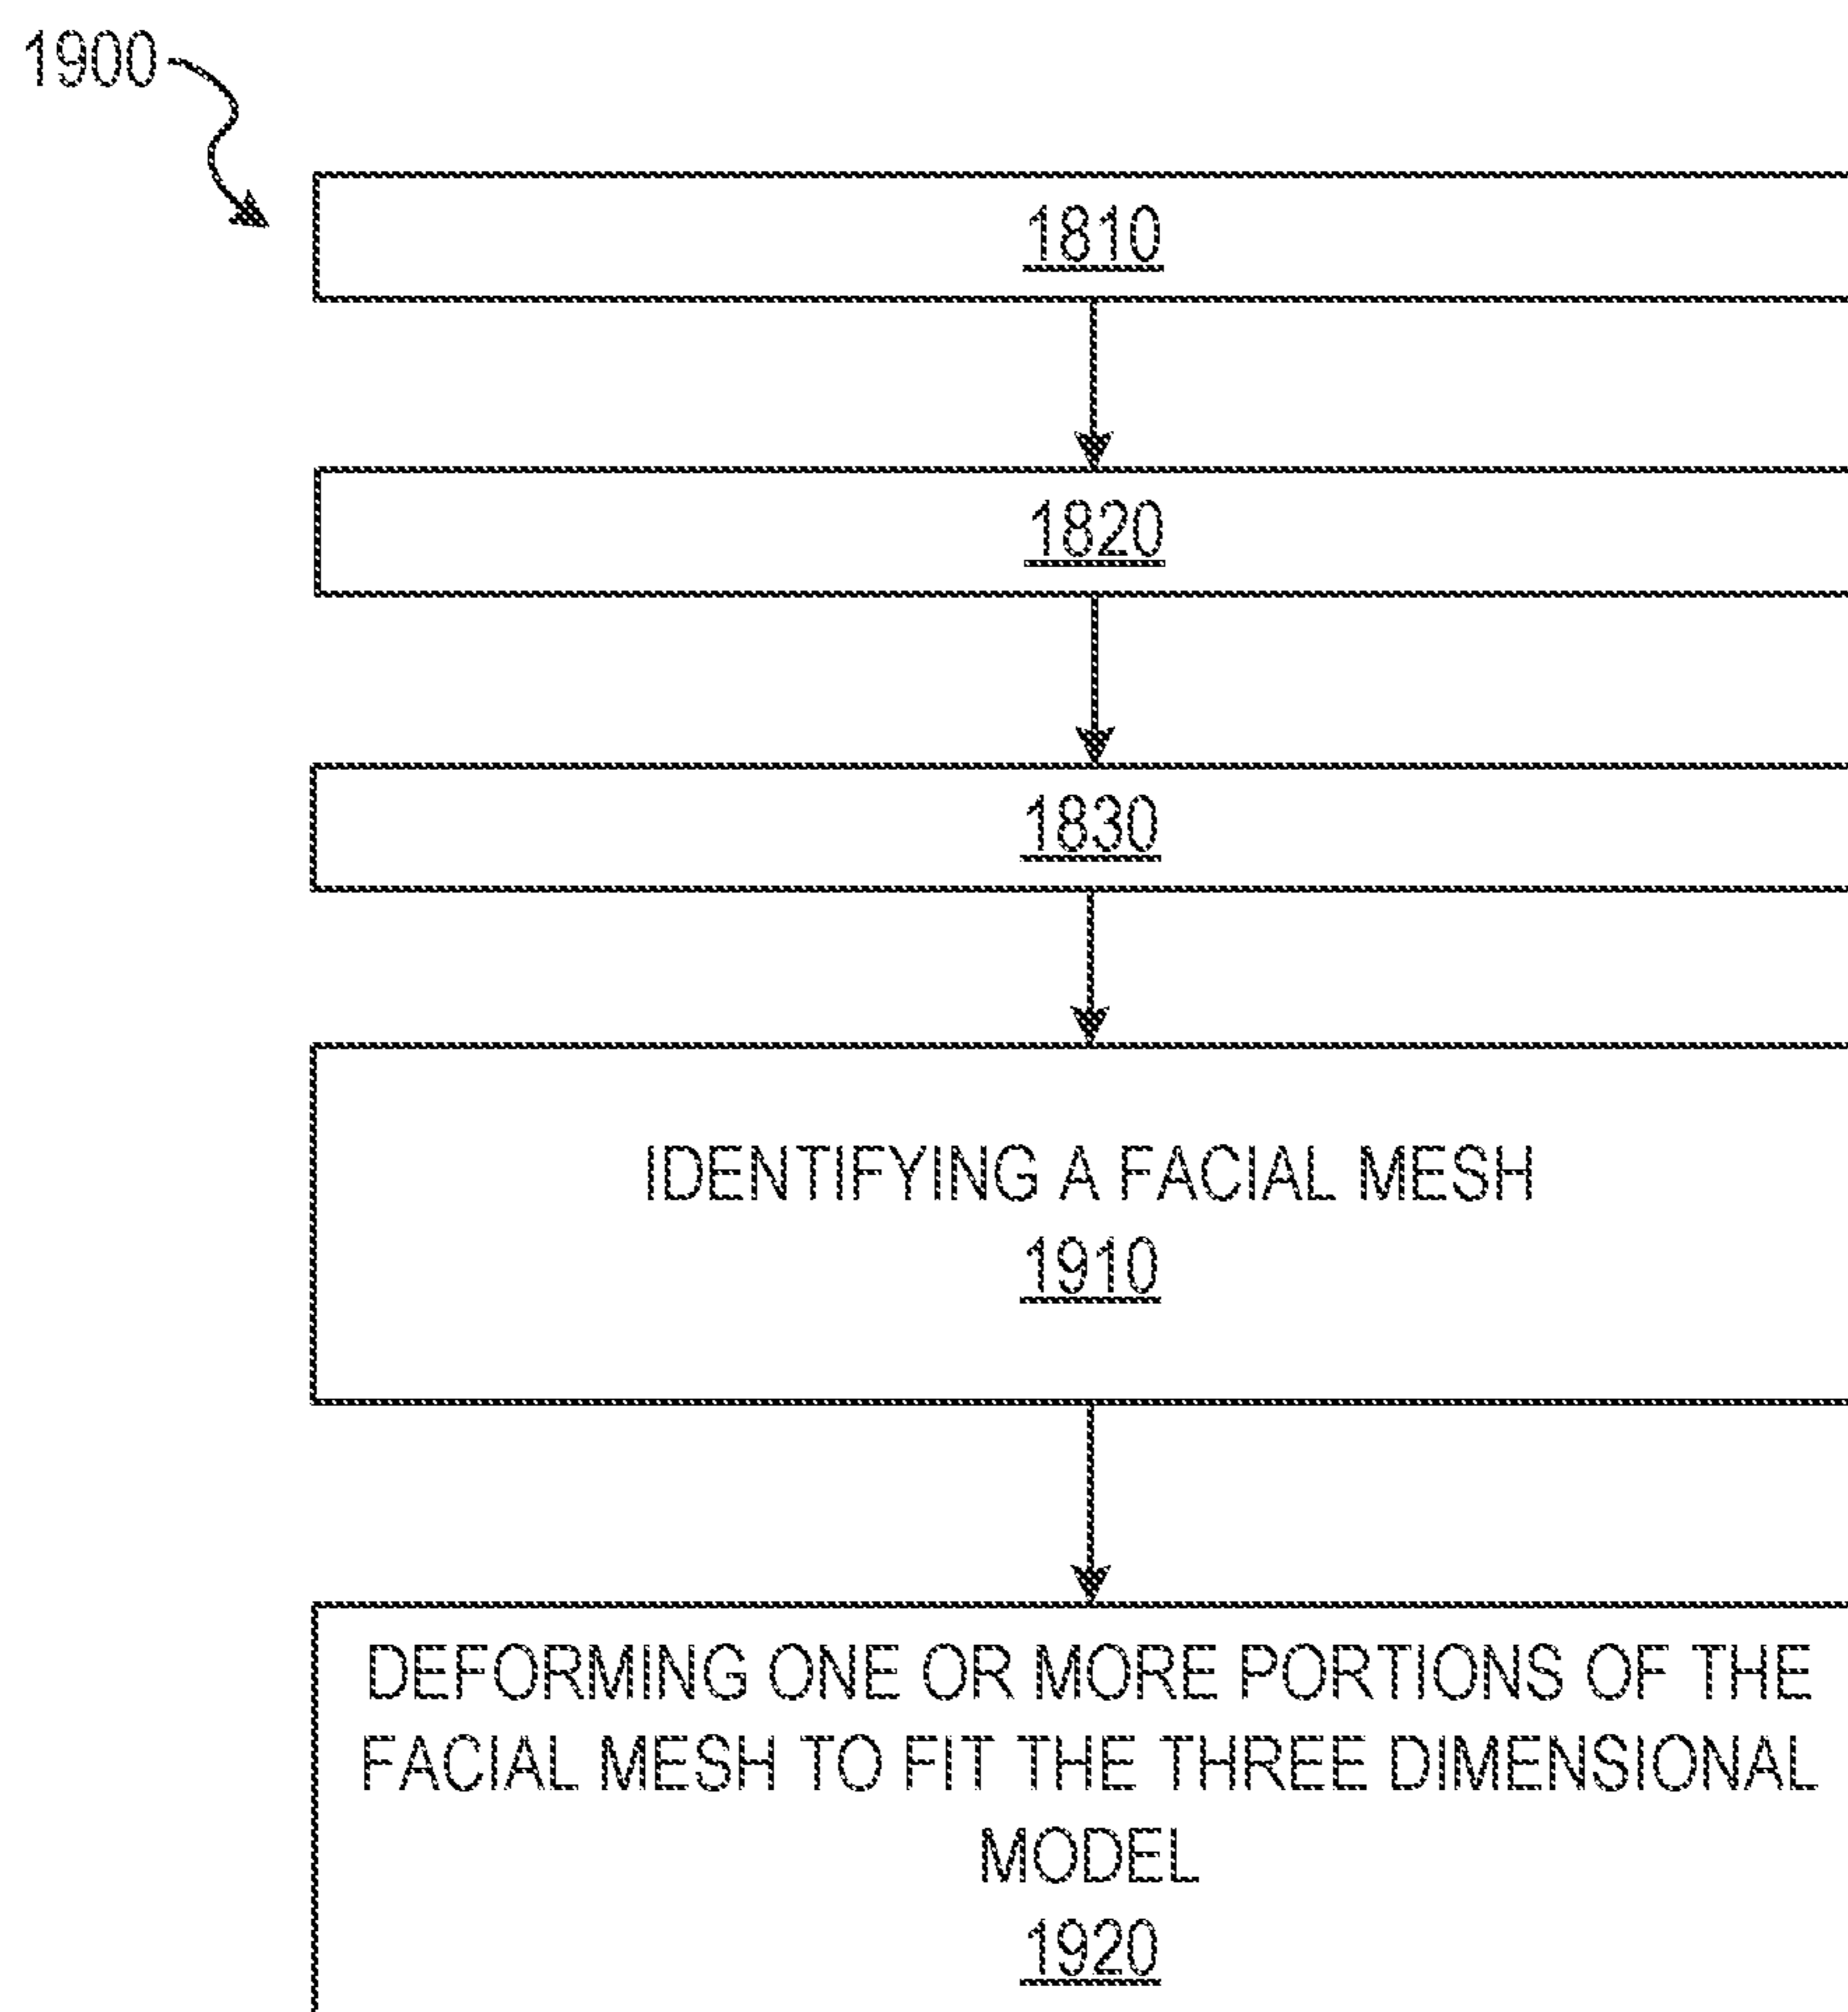 1900
1810
1820
1830
IDENTIFYING A FACIAL MESH
1910
DEFORMING ONE OR MORE PORTIONS OF THE
FACIAL MESH TO FIT THE THREE DIMENSIONAL
MODEL
1920